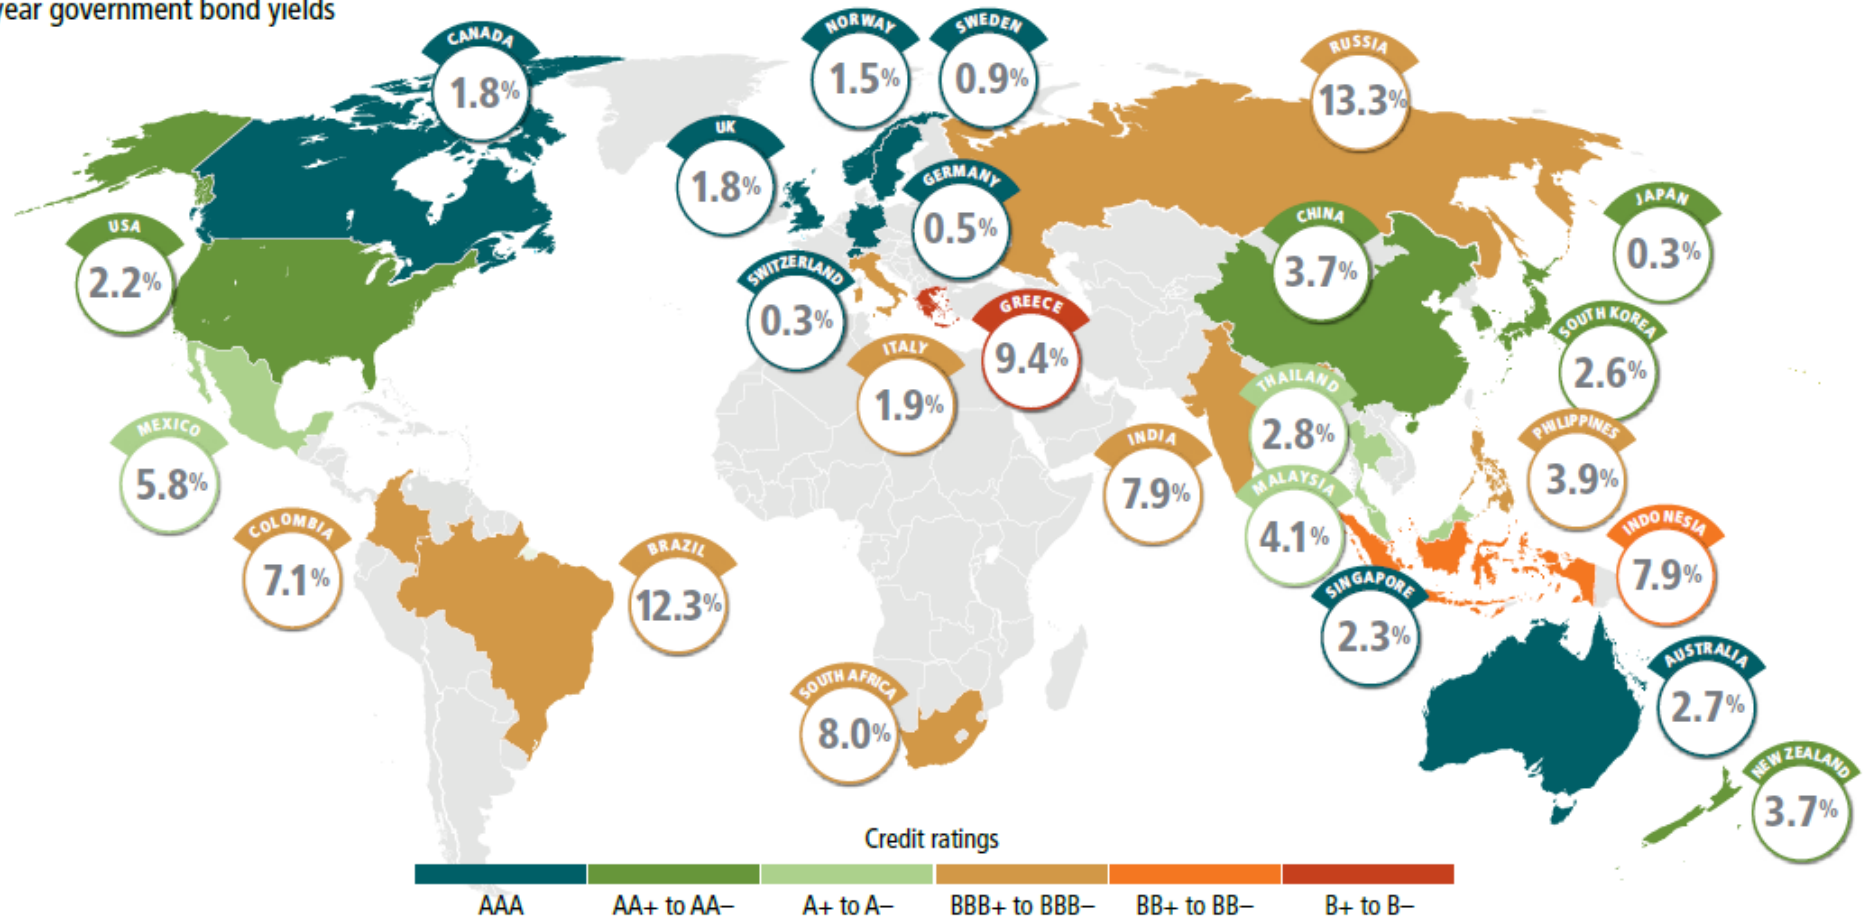 year government bond yields
CANADA
1.8%
NORWAY
1.5%
SWEDEN
0.9%
RUSSIA
13.3%
UK
1.8%
GERMANY
0.5%
JAPAN
0.3%
USA
2.2%
CHINA
3.7%
SWITZERLAND
0.3%
GREECE
9.4%
SOUTH KOREA
2.6%
ITALY
1.9%
THAILAND
2.8%
MEXICO
5.8%
INDIA
7.9%
PHILIPPINES
3.9%
MALAYSIA
4.1%
COLOMBIA
7.1%
BRAZIL
12.3%
INDONESIA
7.9%
SINGAPORE
2.3%
SOUTH AFRICA
8.0%
AUSTRALIA
2.7%
NEW ZEALAND
3.7%
Credit ratings
AAA
AA+ to AA–
A+ to A–
BBB+ to BBB–
BB+ to BB–
B+ to B–